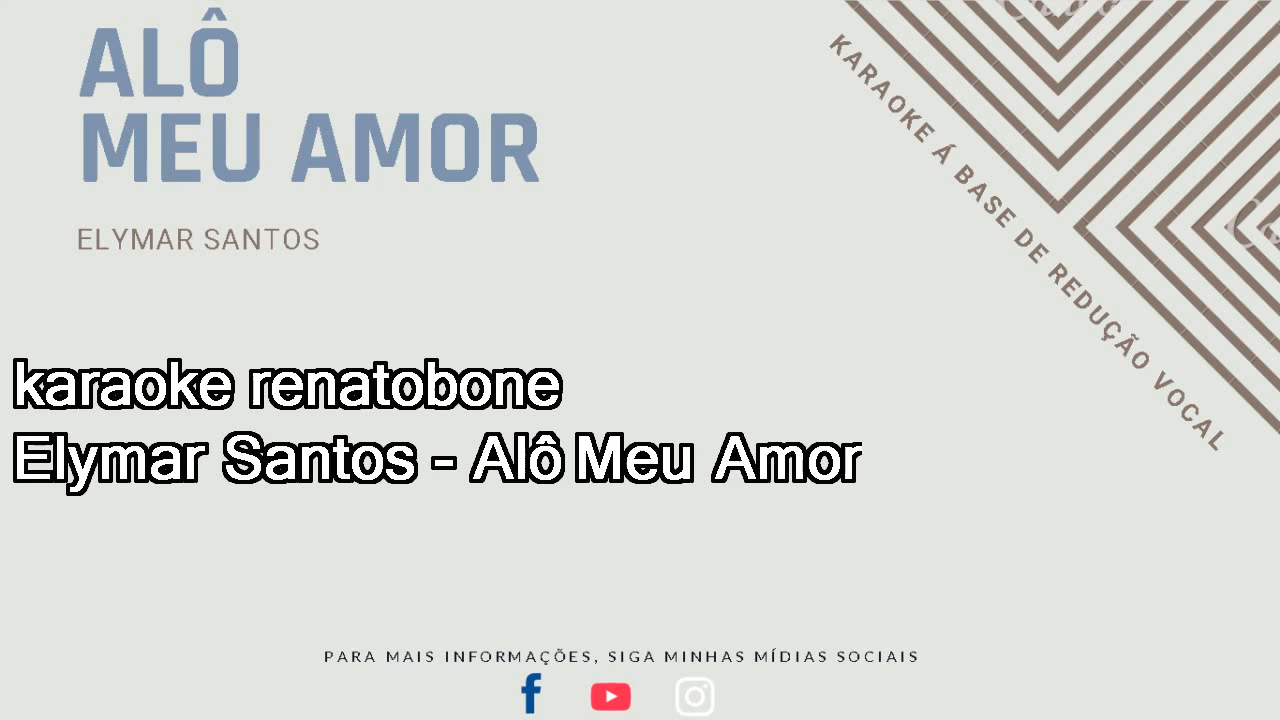 ALÔ
MEU AMOR
ELYMAR SANTOS
KARAOKE Á BASE DE REDUÇÃO VOCAL
karaoke renatobone
Elymar Santos - Alô Meu Amor
PARA MAIS INFORMAÇÕES, SIGA MINHAS MÍDIAS SOCIAIS